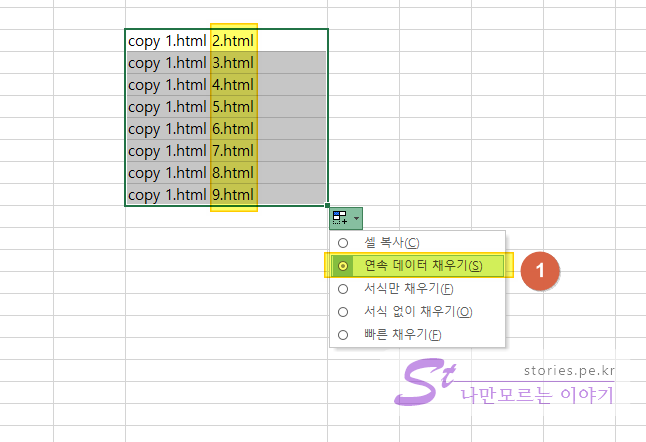 copy 1.html 2.html
copy 1.html 3.html
copy 1.html 4.html
copy 1.html 5.html
copy 1.html 6.html
copy 1.html 7.html
copy 1.html 8.html
copy 1.html 9.html
셀 복사(C)
연속 데이터 채우기(S)
1
서식만 채우기(F)
서식 없이 채우기(O)
빠른 채우기(F)
St
stories.pe.kr
나만모르는 이야기